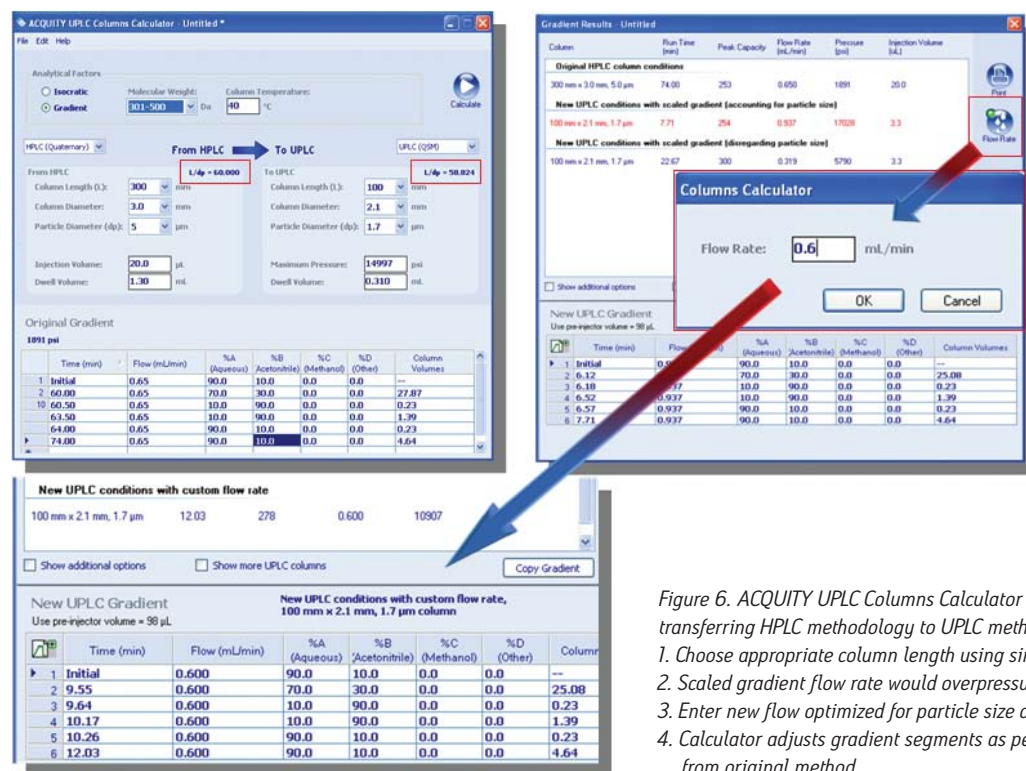 ACQUITY UPLC Columns Calculator - Untitled *
File Edit Help
Analytical Factors
Isocratic
Gradient
Molecular Weight:
301-500 Da
Column Temperature:
40 °C
Calculate
HPLC (Quaternary)
From HPLC To UPLC
UPLC (QSM)
From HPLC
L/dp = 60.000
Column Length (L): 300 mm
Column Diameter: 3.0 mm
Particle Diameter (dp): 5 µm
Injection Volume: 20.0 µL
Dwell Volume: 1.30 mL
To UPLC
L/dp = 58.824
Column Length (L): 100 mm
Column Diameter: 2.1 mm
Particle Diameter (dp): 1.7 µm
Maximum Pressure: 14997 psi
Dwell Volume: 0.310 mL
Original Gradient
1891 psi
Time (min) Flow (mL/min) %A (Aqueous) %B (Acetonitrile) %C (Methanol) %D (Other) Column Volumes
1 Initial 0.65 90.0 10.0 0.0 0.0 --
2 60.00 0.65 70.0 30.0 0.0 0.0 27.87
10 60.50 0.65 10.0 90.0 0.0 0.0 0.23
63.50 0.65 10.0 90.0 0.0 0.0 1.39
64.00 0.65 90.0 10.0 0.0 0.0 0.23
74.00 0.65 90.0 10.0 0.0 0.0 4.64
Gradient Results - Untitled
Column Run Time (min) Peak Capacity Flow Rate (mL/min) Pressure (psi) Injection Volume (uL)
Original HPLC column conditions
300 mm x 3.0 mm, 5.0 µm 74.00 253 0.650 1891 20.0
New UPLC conditions with scaled gradient (accounting for particle size)
100 mm x 2.1 mm, 1.7 µm 7.71 254 0.937 17028 3.3
New UPLC conditions with scaled gradient (disregarding particle size)
100 mm x 2.1 mm, 1.7 µm 22.67 300 0.319 5790 3.3
Print
Flow Rate
Columns Calculator
Flow Rate: 0.6 mL/min
OK Cancel
Show additional options
New UPLC Gradient
Use pre-injector volume = 98 µL
Time (min) Flow %A (Aqueous) %B (Acetonitrile) %C (Methanol) %D (Other) Column Volumes
1 Initial 90.0 10.0 0.0 0.0 --
2 6.12 70.0 30.0 0.0 0.0 25.08
3 6.18 10.0 90.0 0.0 0.0 0.23
4 6.52 0.937 10.0 90.0 0.0 0.0 1.39
5 6.57 0.937 90.0 10.0 0.0 0.0 0.23
6 7.71 0.937 90.0 10.0 0.0 0.0 4.64
New UPLC conditions with custom flow rate
100 mm x 2.1 mm, 1.7 µm 12.03 278 0.600 10907
Show additional options Show more UPLC columns Copy Gradient
New UPLC Gradient
Use pre-injector volume = 98 µL
New UPLC conditions with custom flow rate,
100 mm x 2.1 mm, 1.7 µm column
Time (min) Flow (mL/min) %A (Aqueous) %B (Acetonitrile) %C (Methanol) %D (Other) Column
1 Initial 0.600 90.0 10.0 0.0 0.0 --
2 9.55 0.600 70.0 30.0 0.0 0.0 25.08
3 9.64 0.600 10.0 90.0 0.0 0.0 0.23
4 10.17 0.600 10.0 90.0 0.0 0.0 1.39
5 10.26 0.600 90.0 10.0 0.0 0.0 0.23
6 12.03 0.600 90.0 10.0 0.0 0.0 4.64
Figure 6. ACQUITY UPLC Columns Calculator
transferring HPLC methodology to UPLC
1. Choose appropriate column length using
2. Scaled gradient flow rate would
3. Enter new flow optimized for particle size
4. Calculator adjusts gradient segments as
from original method